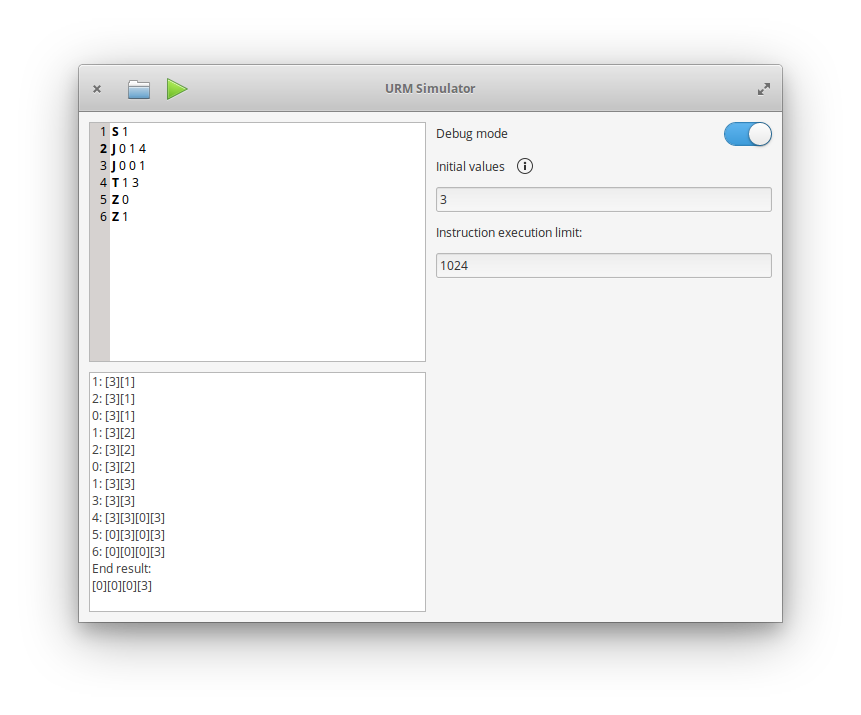 URM Simulator
1 S 1
2 J 0 1 4
3 J 0 0 1
4 T 1 3
5 Z 0
6 Z 1
Debug mode
Initial values
3
Instruction execution limit:
1024
1: [3][1]
2: [3][1]
0: [3][1]
1: [3][2]
2: [3][2]
0: [3][2]
1: [3][3]
3: [3][3]
4: [3][3][0][3]
5: [0][3][0][3]
6: [0][0][0][3]
End result:
[0][0][0][3]